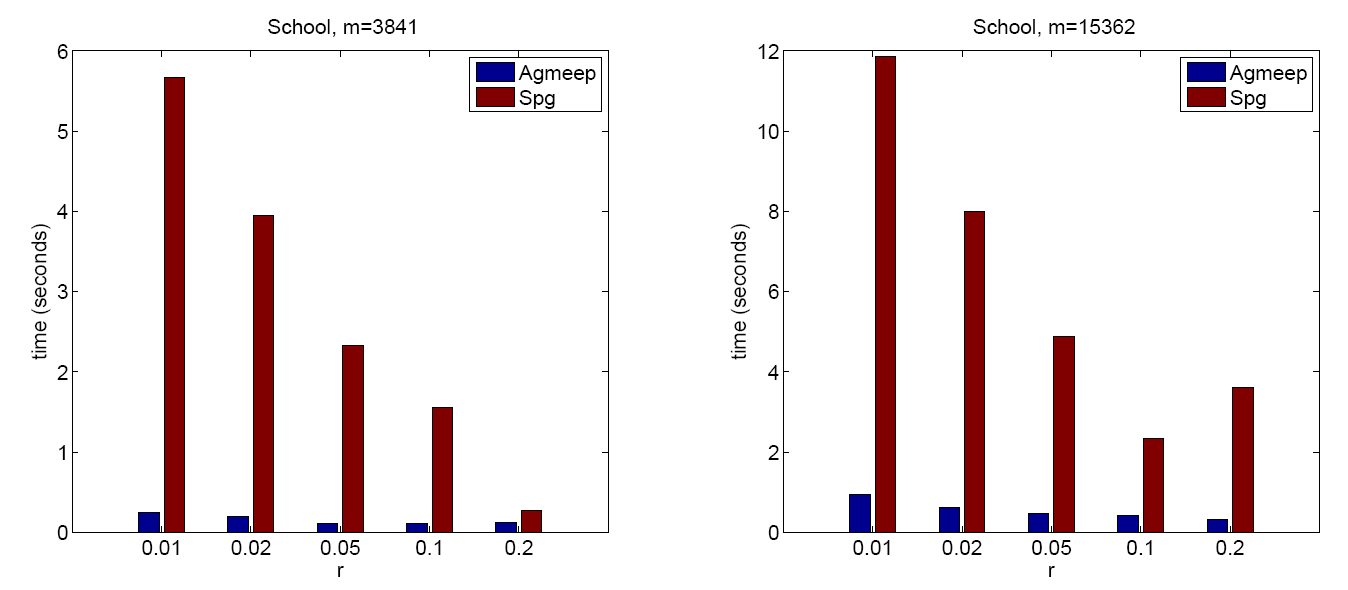 School, m=3841
6
5
4
3
2
1
0
time (seconds)
Agmeep
Spg
0.01 0.02 0.05 0.1 0.2
r
School, m=15362
12
10
8
6
4
2
0
time (seconds)
Agmeep
Spg
0.01 0.02 0.05 0.1 0.2
r